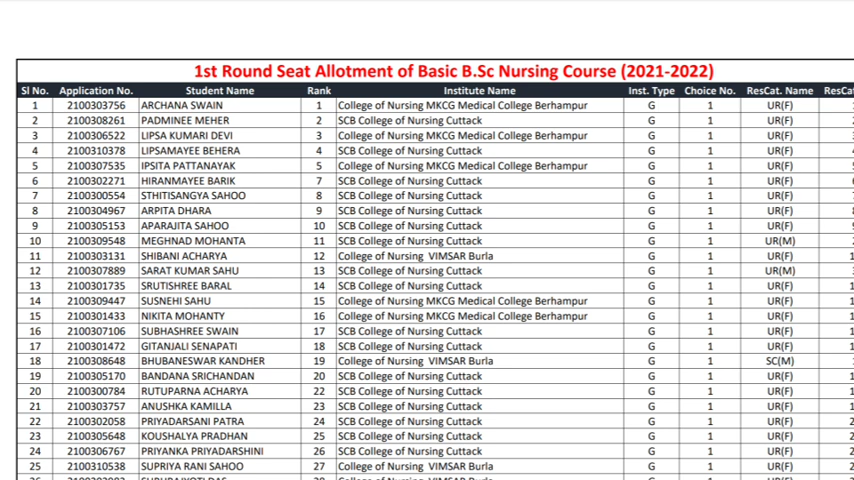 1st Round Seat Allotment of Basic B.Sc Nursing Course (2021-2022)
Sl No. Application No. Student Name Rank Institute Name Inst. Type Choice No. ResCat. Name ResCat
1 2100303756 ARCHANA SWAIN 1 College of Nursing MKCG Medical College Berhampur G 1 UR(F)
2 2100308261 PADMINEE MEHER 2 SCB College of Nursing Cuttack G 1 UR(F)
3 2100306522 LIPSA KUMARI DEVI 3 College of Nursing MKCG Medical College Berhampur G 1 UR(F)
4 2100310378 LIPSAMAYEE BEHERA 4 SCB College of Nursing Cuttack G 1 UR(F)
5 2100307535 IPSITA PATTANAYAK 5 College of Nursing MKCG Medical College Berhampur G 1 UR(F)
6 2100302271 HIRANMAYEE BARIK 7 SCB College of Nursing Cuttack G 1 UR(F)
7 2100300554 STHITISANGYA SAHOO 8 SCB College of Nursing Cuttack G 1 UR(F)
8 2100304967 ARPITA DHARA 9 SCB College of Nursing Cuttack G 1 UR(F)
9 2100305153 APARAJITA SAHOO 10 SCB College of Nursing Cuttack G 1 UR(F)
10 2100309548 MEGHNAD MOHANTA 11 SCB College of Nursing Cuttack G 1 UR(M)
11 2100303131 SHIBANI ACHARYA 12 College of Nursing VIMSAR Burla G 1 UR(F) 1
12 2100307889 SARAT KUMAR SAHU 13 SCB College of Nursing Cuttack G 1 UR(M)
13 2100301735 SRUTISHREE BARAL 14 SCB College of Nursing Cuttack G 1 UR(F) 1
14 2100309447 SUSNEHI SAHU 15 College of Nursing MKCG Medical College Berhampur G 1 UR(F) 1
15 2100301433 NIKITA MOHANTY 16 College of Nursing MKCG Medical College Berhampur G 1 UR(F) 1
16 2100307106 SUBHASHREE SWAIN 17 SCB College of Nursing Cuttack G 1 UR(F) 1
17 2100301472 GITANJALI SENAPATI 18 SCB College of Nursing Cuttack G 1 UR(F) 1
18 2100308648 BHUBANESWAR KANDHER 19 College of Nursing VIMSAR Burla G 1 SC(M)
19 2100305170 BANDANA SRICHANDAN 20 SCB College of Nursing Cuttack G 1 UR(F) 1
20 2100300784 RUTUPARNA ACHARYA 22 SCB College of Nursing Cuttack G 1 UR(F) 1
21 2100303757 ANUSHKA KAMILLA 23 SCB College of Nursing Cuttack G 1 UR(F) 1
22 2100302058 PRIYADARSANI PATRA 24 SCB College of Nursing Cuttack G 1 UR(F) 2
23 2100305648 KOUSHALYA PRADHAN 25 SCB College of Nursing Cuttack G 1 UR(F) 2
24 2100306767 PRIYANKA PRIYADARSHINI 26 SCB College of Nursing Cuttack G 1 UR(F) 2
25 2100310538 SUPRIYA RANI SAHOO 27 College of Nursing VIMSAR Burla G 1 UR(F) 2